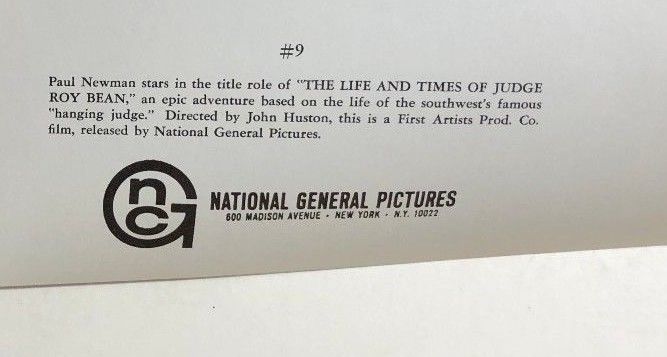 #9
Paul Newman stars in the title role of "THE LIFE AND TIMES OF JUDGE
ROY BEAN," an epic adventure based on the life of the southwest's famous
"hanging judge." Directed by John Huston, this is a First Artists Prod. Co.
film, released by National General Pictures.
nGc
NATIONAL GENERAL PICTURES
600 MADISON AVENUE · NEW YORK · N.Y. 10022